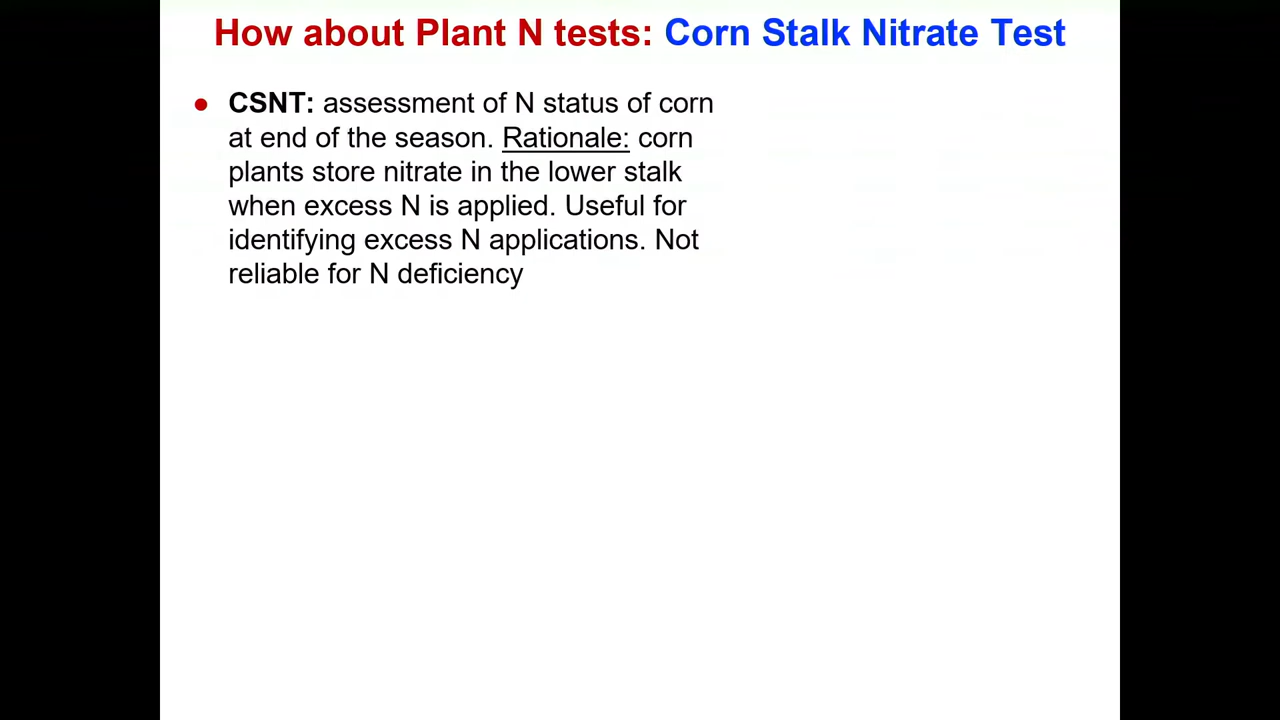 How about Plant N tests: Corn Stalk Nitrate Test
● CSNT: assessment of N status of corn
at end of the season. Rationale: corn
plants store nitrate in the lower stalk
when excess N is applied. Useful for
identifying excess N applications. Not
reliable for N deficiency